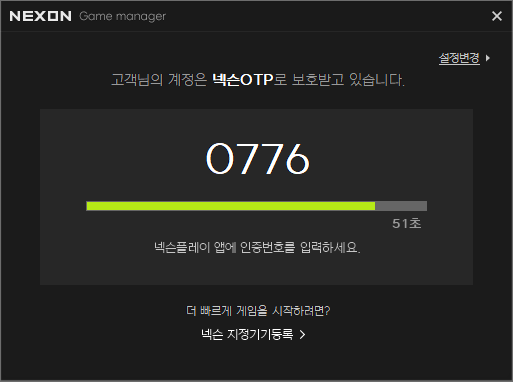 NEXON Game manager
설정변경
고객님의 계정은 넥슨OTP로 보호받고 있습니다.
0776
51초
넥슨플레이 앱에 인증번호를 입력하세요.
더 빠르게 게임을 시작하려면?
넥슨 지정기기등록 >